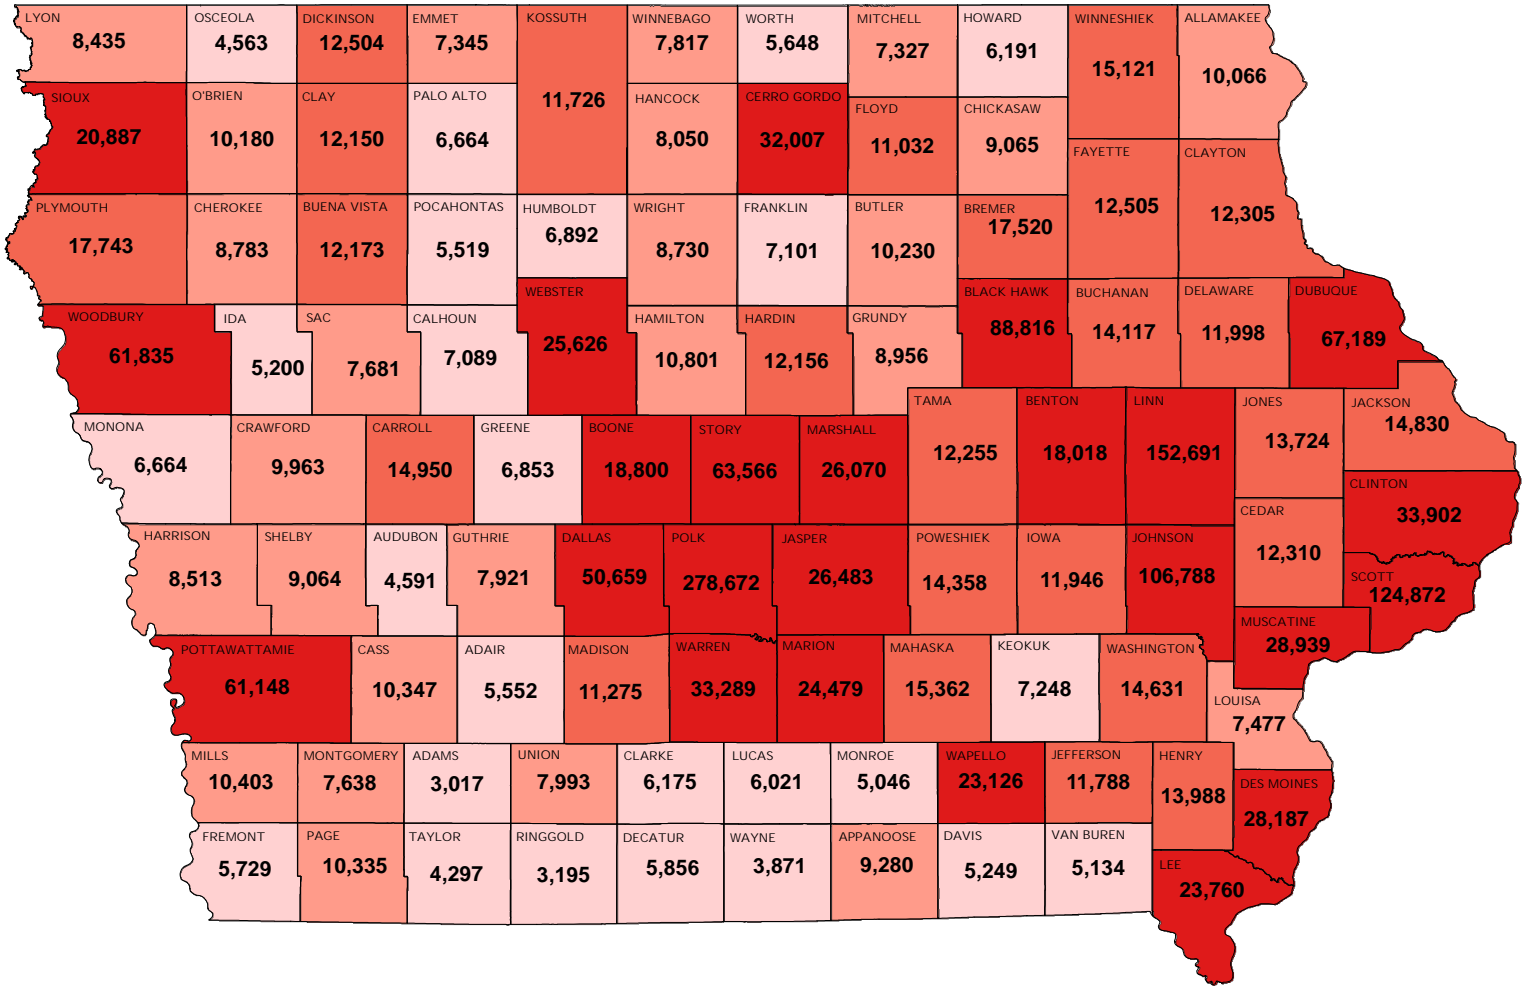 LYON
8,435
OSCEOLA
4,563
DICKINSON
12,504
EMMET
7,345
KOSSUTH
11,726
WINNEBAGO
7,817
WORTH
5,648
MITCHELL
7,327
HOWARD
6,191
WINNESHIEK
15,121
ALLAMAKEE
10,066
SIOUX
20,887
O'BRIEN
10,180
CLAY
12,150
PALO ALTO
6,664
HANCOCK
8,050
CERRO GORDO
32,007
FLOYD
11,032
CHICKASAW
9,065
FAYETTE
12,505
CLAYTON
12,305
PLYMOUTH
17,743
CHEROKEE
8,783
BUENA VISTA
12,173
POCAHONTAS
5,519
HUMBOLDT
6,892
WRIGHT
8,730
FRANKLIN
7,101
BUTLER
10,230
BREMER
17,520
WOODBURY
61,835
IDA
5,200
SAC
7,681
CALHOUN
7,089
WEBSTER
25,626
HAMILTON
10,801
HARDIN
12,156
GRUNDY
8,956
BLACK HAWK
88,816
BUCHANAN
14,117
DELAWARE
11,998
DUBUQUE
67,189
MONONA
6,664
CRAWFORD
9,963
CARROLL
14,950
GREENE
6,853
BOONE
18,800
STORY
63,566
MARSHALL
26,070
TAMA
12,255
BENTON
18,018
LINN
152,691
JONES
13,724
JACKSON
14,830
CLINTON
33,902
HARRISON
8,513
SHELBY
9,064
AUDUBON
4,591
GUTHRIE
7,921
DALLAS
50,659
POLK
278,672
JASPER
26,483
POWESHIEK
14,358
IOWA
11,946
JOHNSON
106,788
CEDAR
12,310
SCOTT
124,872
MUSCATINE
28,939
POTTAWATTAMIE
61,148
CASS
10,347
ADAIR
5,552
MADISON
11,275
WARREN
33,289
MARION
24,479
MAHASKA
15,362
KEOKUK
7,248
WASHINGTON
14,631
LOUISA
7,477
MILLS
10,403
MONTGOMERY
7,638
ADAMS
3,017
UNION
7,993
CLARKE
6,175
LUCAS
6,021
MONROE
5,046
WAPELLO
23,126
JEFFERSON
11,788
HENRY
13,988
DES MOINES
28,187
FREMONT
5,729
PAGE
10,335
TAYLOR
4,297
RINGGOLD
3,195
DECATUR
5,856
WAYNE
3,871
APPANOOSE
9,280
DAVIS
5,249
VAN BUREN
5,134
LEE
23,760